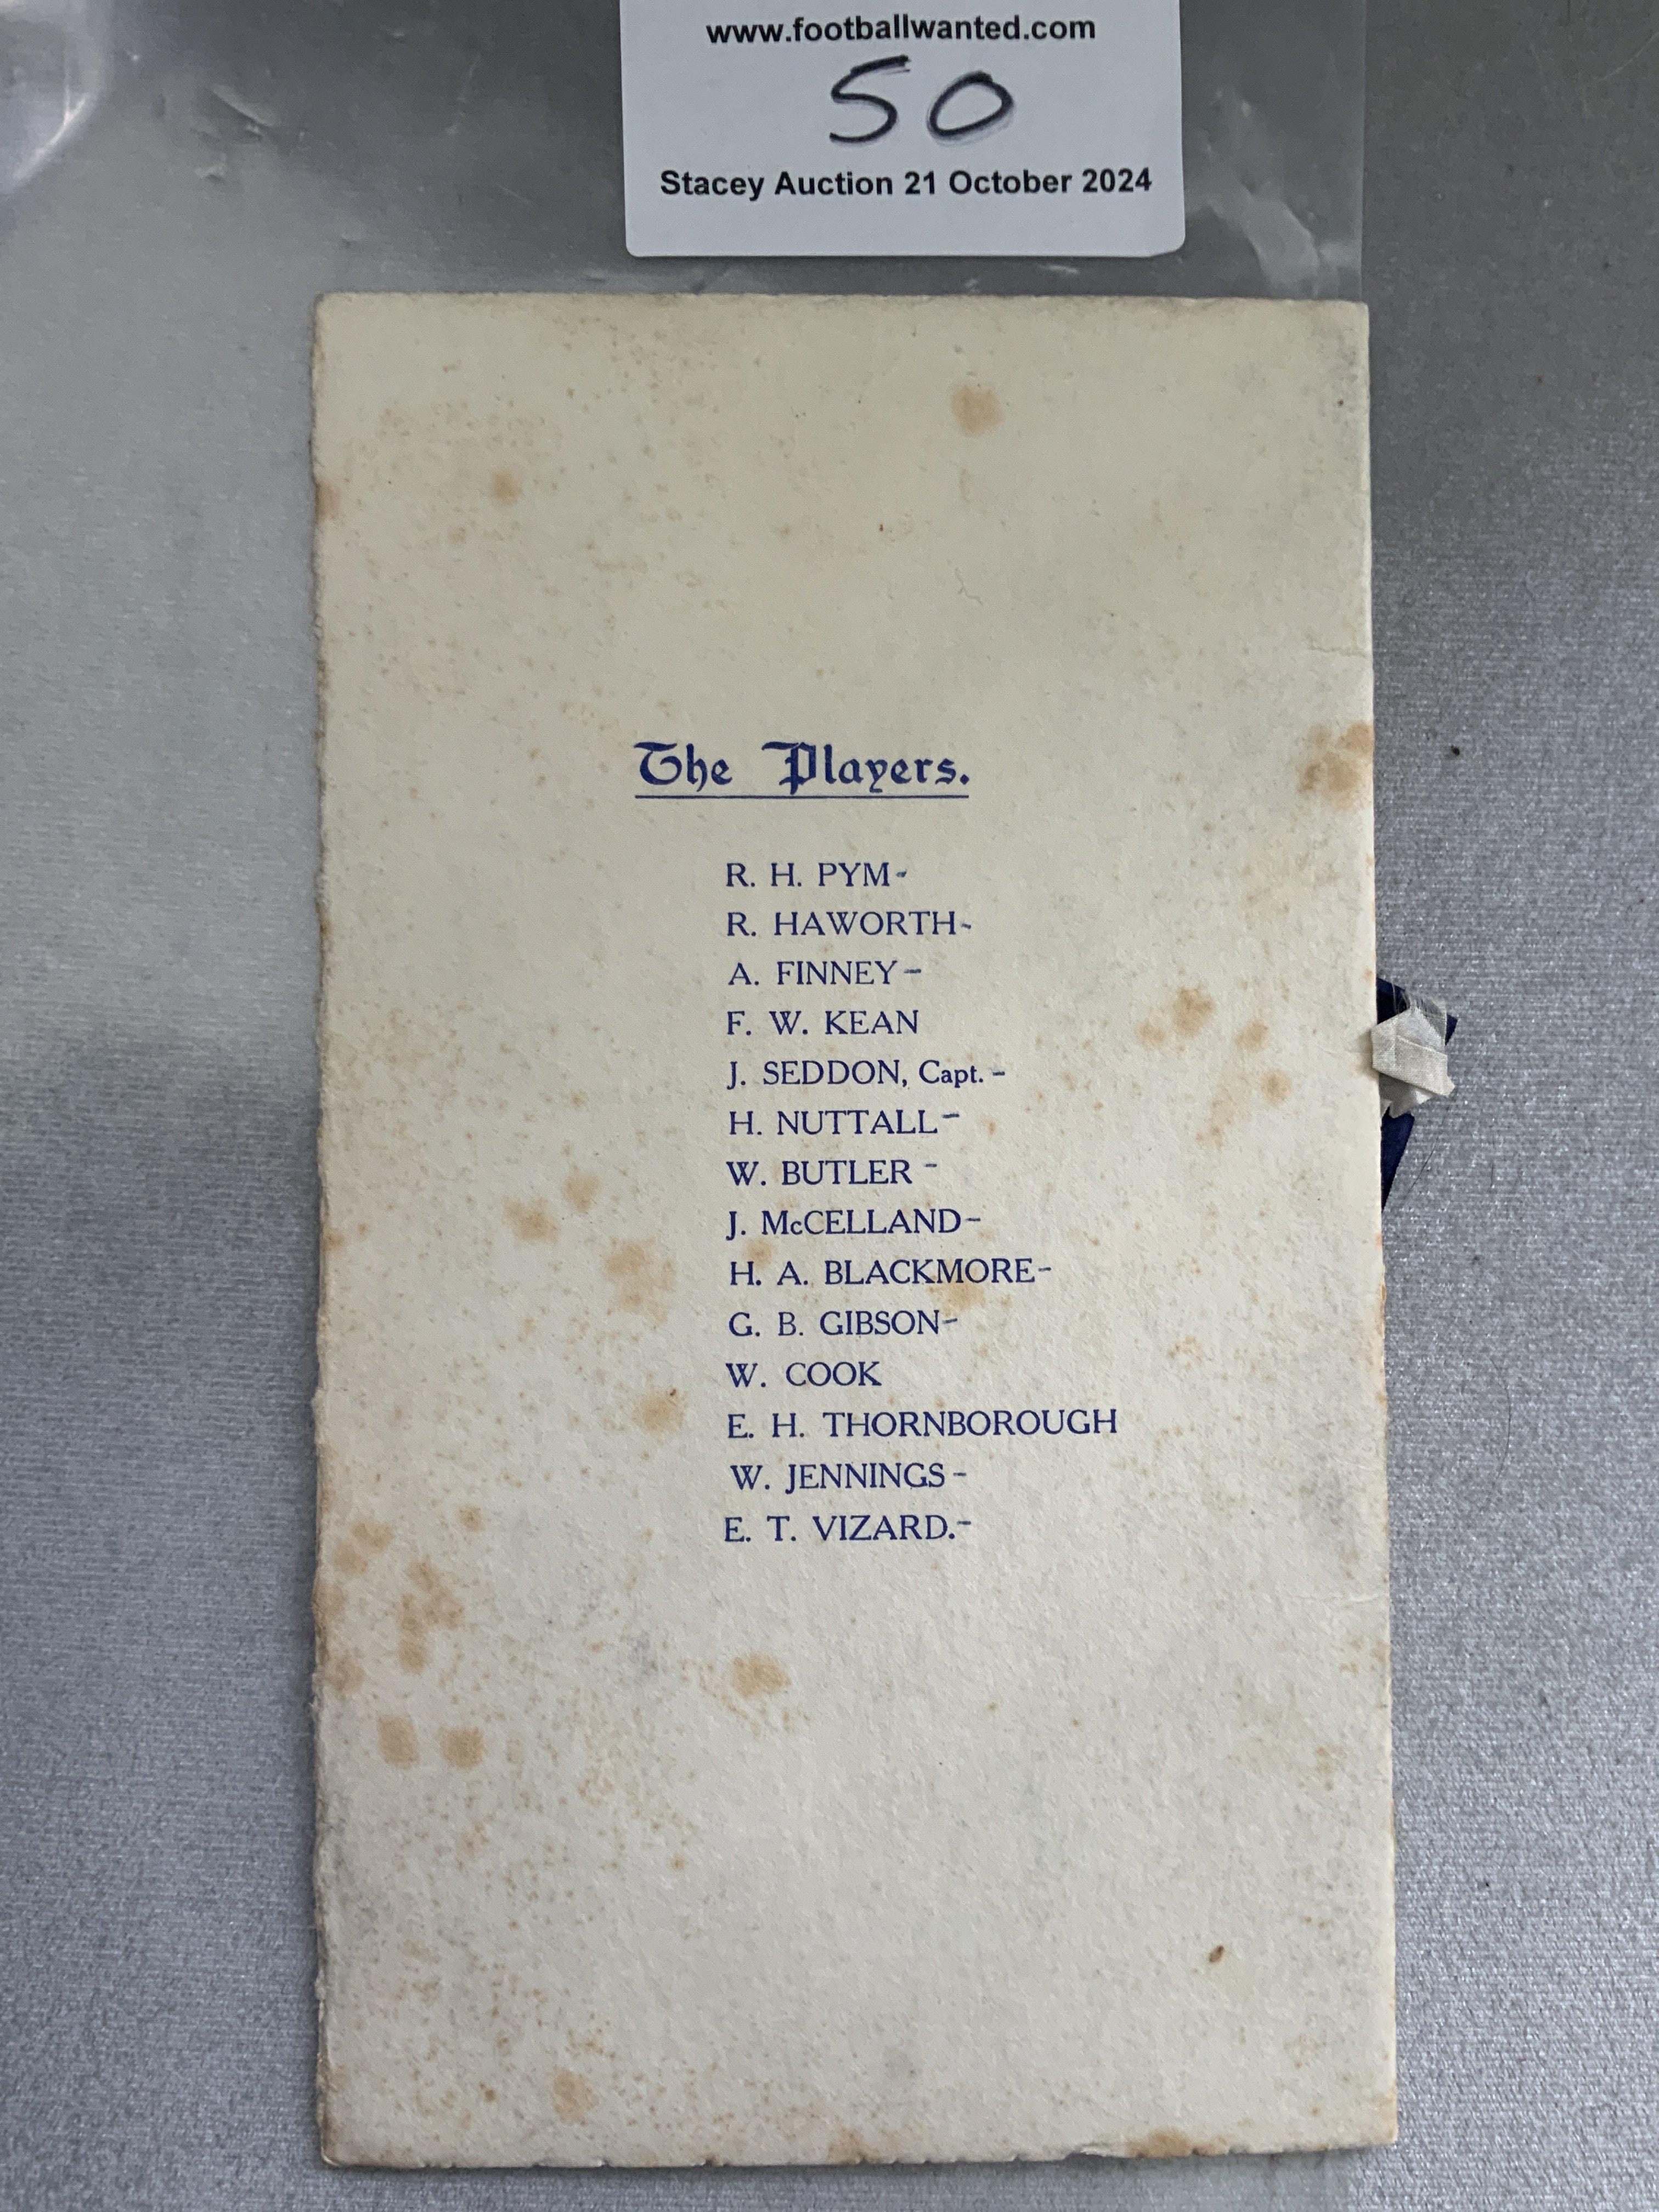 www.footballwanted.com
50
Stacey Auction 21 October 2024
The Players.
R. H. PYM-
R. HAWORTH-
A. FINNEY-
F. W. KEAN
J. SEDDON, Capt. -
H. NUTTALL-
W. BUTLER -
J. McCELLAND-
H. A. BLACKMORE-
G. B. GIBSON-
W. COOK
E. H. THORNBOROUGH
W. JENNINGS-
E. T. VIZARD.-